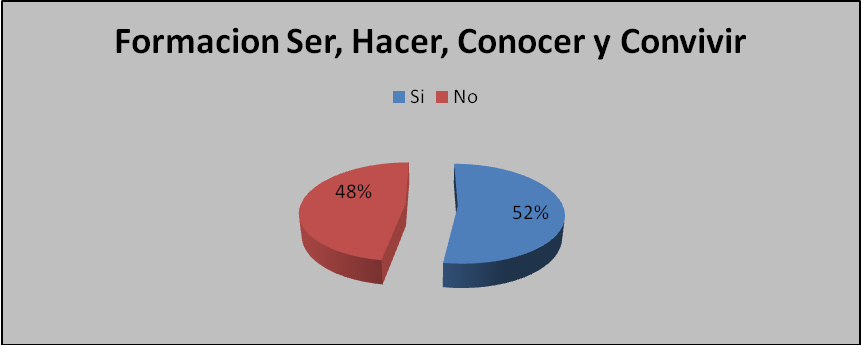 Formacion Ser, Hacer, Conocer y Convivir
Si No
48%
52%